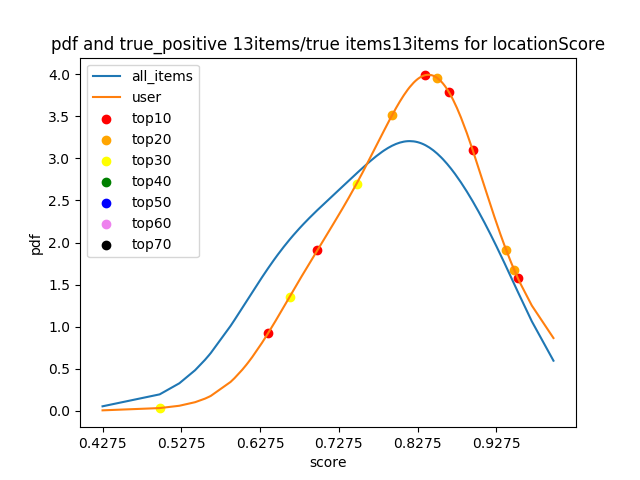 pdf and true_positive 13items/true items13items for locationScore
4.0
3.5
3.0
2.5
2.0
1.5
1.0
0.5
0.0
pdf
all_items
user
top10
top20
top30
top40
top50
top60
top70
0.4275 0.5275 0.6275 0.7275 0.8275 0.9275
score